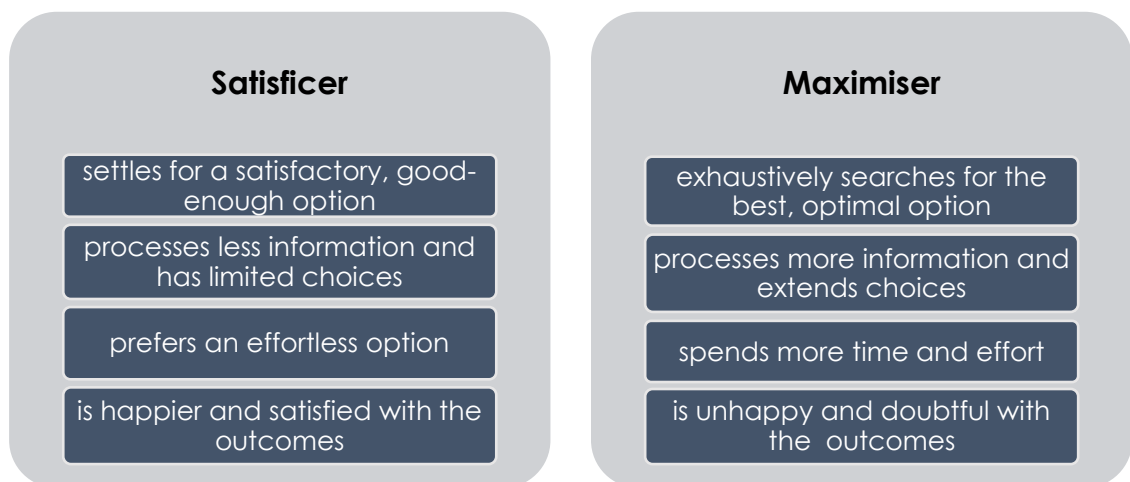 Satisficer
settles for a satisfactory, good-
enough option
processes less information and
has limited choices
prefers an effortless option
is happier and satisfied with the
outcomes
Maximiser
exhaustively searches for the
best, optimal option
processes more information and
extends choices
spends more time and effort
is unhappy and doubtful with
the  outcomes